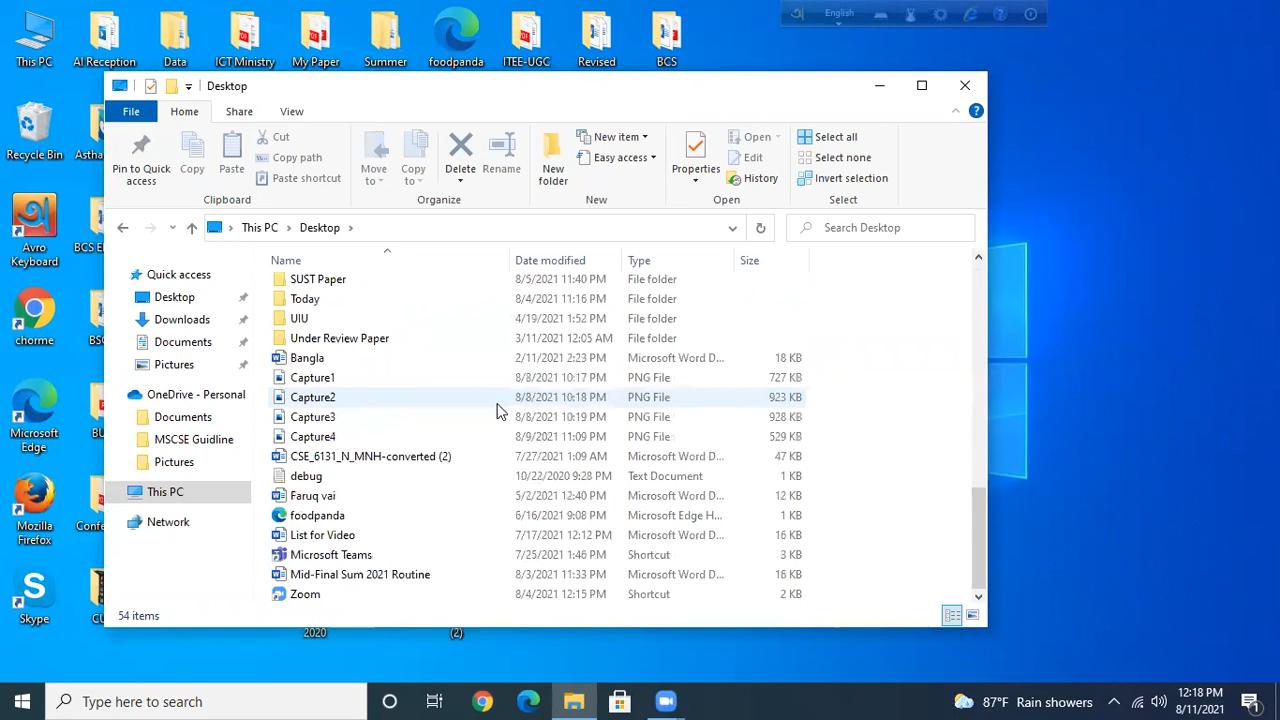 English
This PC
AI Reception
Data
ICT Ministry
My Paper
Summer
foodpanda
ITEE-UGC
Revised
BCS
Desktop
File
Home
Share
View
Pin to Quick access
Copy
Paste
Cut
Copy path
Paste shortcut
Clipboard
Move to
Copy to
Delete
Rename
Organize
New folder
New item
Easy access
New
Properties
Open
Edit
History
Open
Select all
Select none
Invert selection
Select
This PC > Desktop >
Search Desktop
Recycle Bin
Astha
Avro Keyboard
BCS E
chorme
BSC
Microsoft Edge
BU
Mozilla Firefox
Confe
Skype
CU
Quick access
Desktop
Downloads
Documents
Pictures
OneDrive - Personal
Documents
MSCSE Guidline
Pictures
This PC
Network
Name Date modified Type Size
SUST Paper 8/5/2021 11:40 PM File folder
Today 8/4/2021 11:16 PM File folder
UIU 4/19/2021 1:52 PM File folder
Under Review Paper 3/11/2021 12:05 AM File folder
Bangla 2/11/2021 2:23 PM Microsoft Word D... 18 KB
Capture1 8/8/2021 10:17 PM PNG File 727 KB
Capture2 8/8/2021 10:18 PM PNG File 923 KB
Capture3 8/8/2021 10:19 PM PNG File 928 KB
Capture4 8/9/2021 11:09 PM PNG File 529 KB
CSE_6131_N_MNH-converted (2) 7/27/2021 1:09 AM Microsoft Word D... 47 KB
debug 10/22/2020 9:28 PM Text Document 1 KB
Faruq vai 5/2/2021 12:40 PM Microsoft Word D... 12 KB
foodpanda 6/16/2021 9:08 PM Microsoft Edge H... 1 KB
List for Video 7/17/2021 12:12 PM Microsoft Word D... 16 KB
Microsoft Teams 7/25/2021 1:46 PM Shortcut 3 KB
Mid-Final Sum 2021 Routine 8/3/2021 11:33 PM Microsoft Word D... 16 KB
Zoom 8/4/2021 12:15 PM Shortcut 2 KB
54 items
2020
(2)
Type here to search
87°F Rain showers
12:18 PM
8/11/2021
1